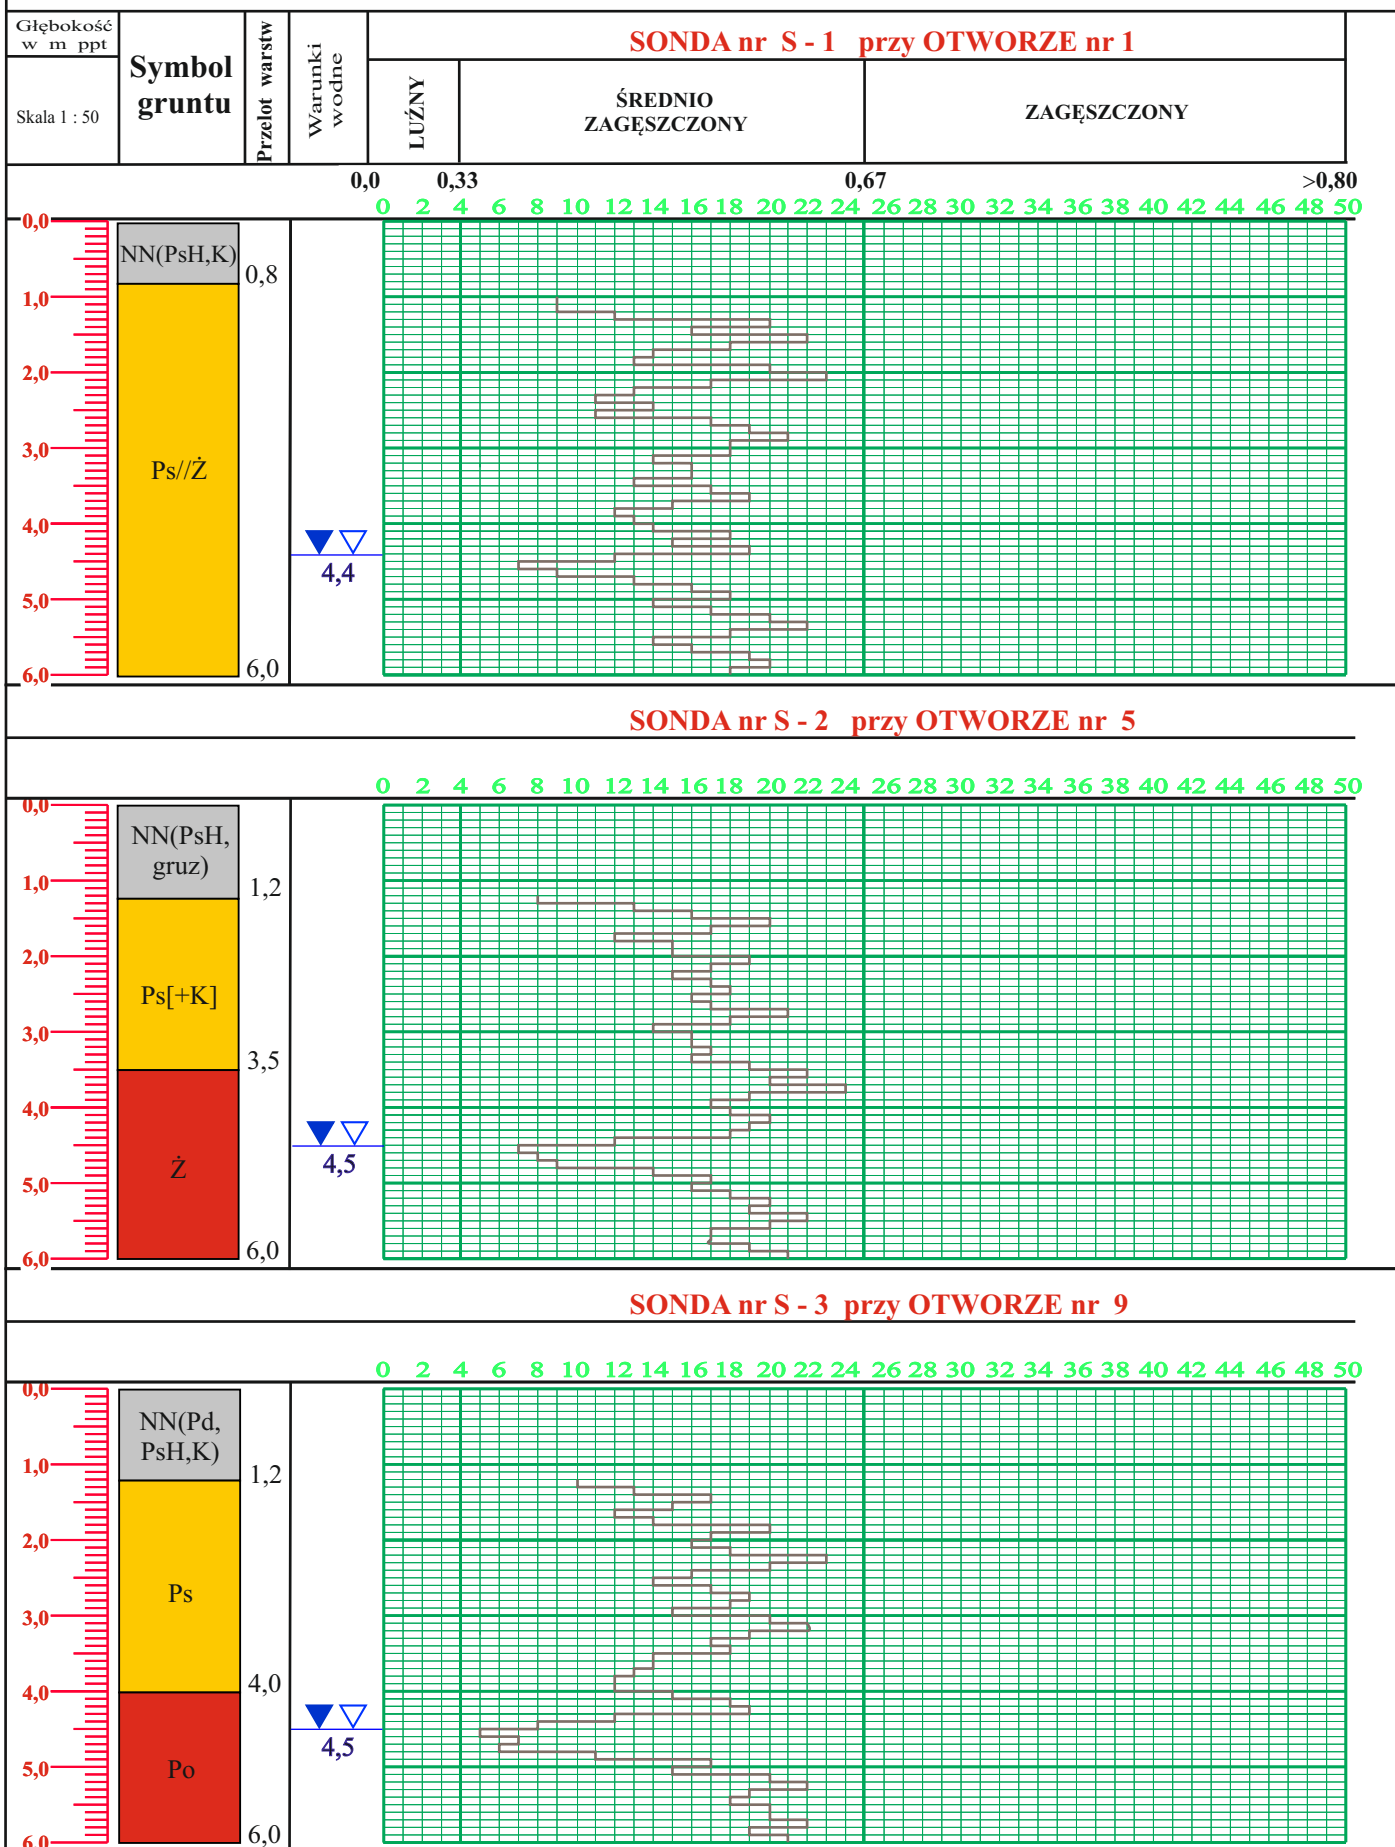 Głębokość
w m ppt
Skala 1 : 50
Symbol
gruntu
Przelot warstw
Warunki
wodne
SONDA nr S - 1 przy OTWORZE nr 1
LUŹNY
ŚREDNIO
ZAGĘSZCZONY
ZAGĘSZCZONY
0,0 0,33 0,67 >0,80
0 2 4 6 8 10 12 14 16 18 20 22 24 26 28 30 32 34 36 38 40 42 44 46 48 50
0,0
NN(PsH,K)
0,8
1,0
2,0
3,0
Ps//Ż
4,0
4,4
5,0
6,0
6,0
SONDA nr S - 2 przy OTWORZE nr 5
0 2 4 6 8 10 12 14 16 18 20 22 24 26 28 30 32 34 36 38 40 42 44 46 48 50
0,0
NN(PsH,
gruz)
1,0
1,2
2,0
Ps[+K]
3,0
3,5
4,0
4,5
Ż
5,0
6,0
6,0
SONDA nr S - 3 przy OTWORZE nr 9
0 2 4 6 8 10 12 14 16 18 20 22 24 26 28 30 32 34 36 38 40 42 44 46 48 50
0,0
NN(Pd,
PsH,K)
1,0
1,2
2,0
Ps
3,0
4,0
4,0
4,5
5,0
Po
6,0
6,0